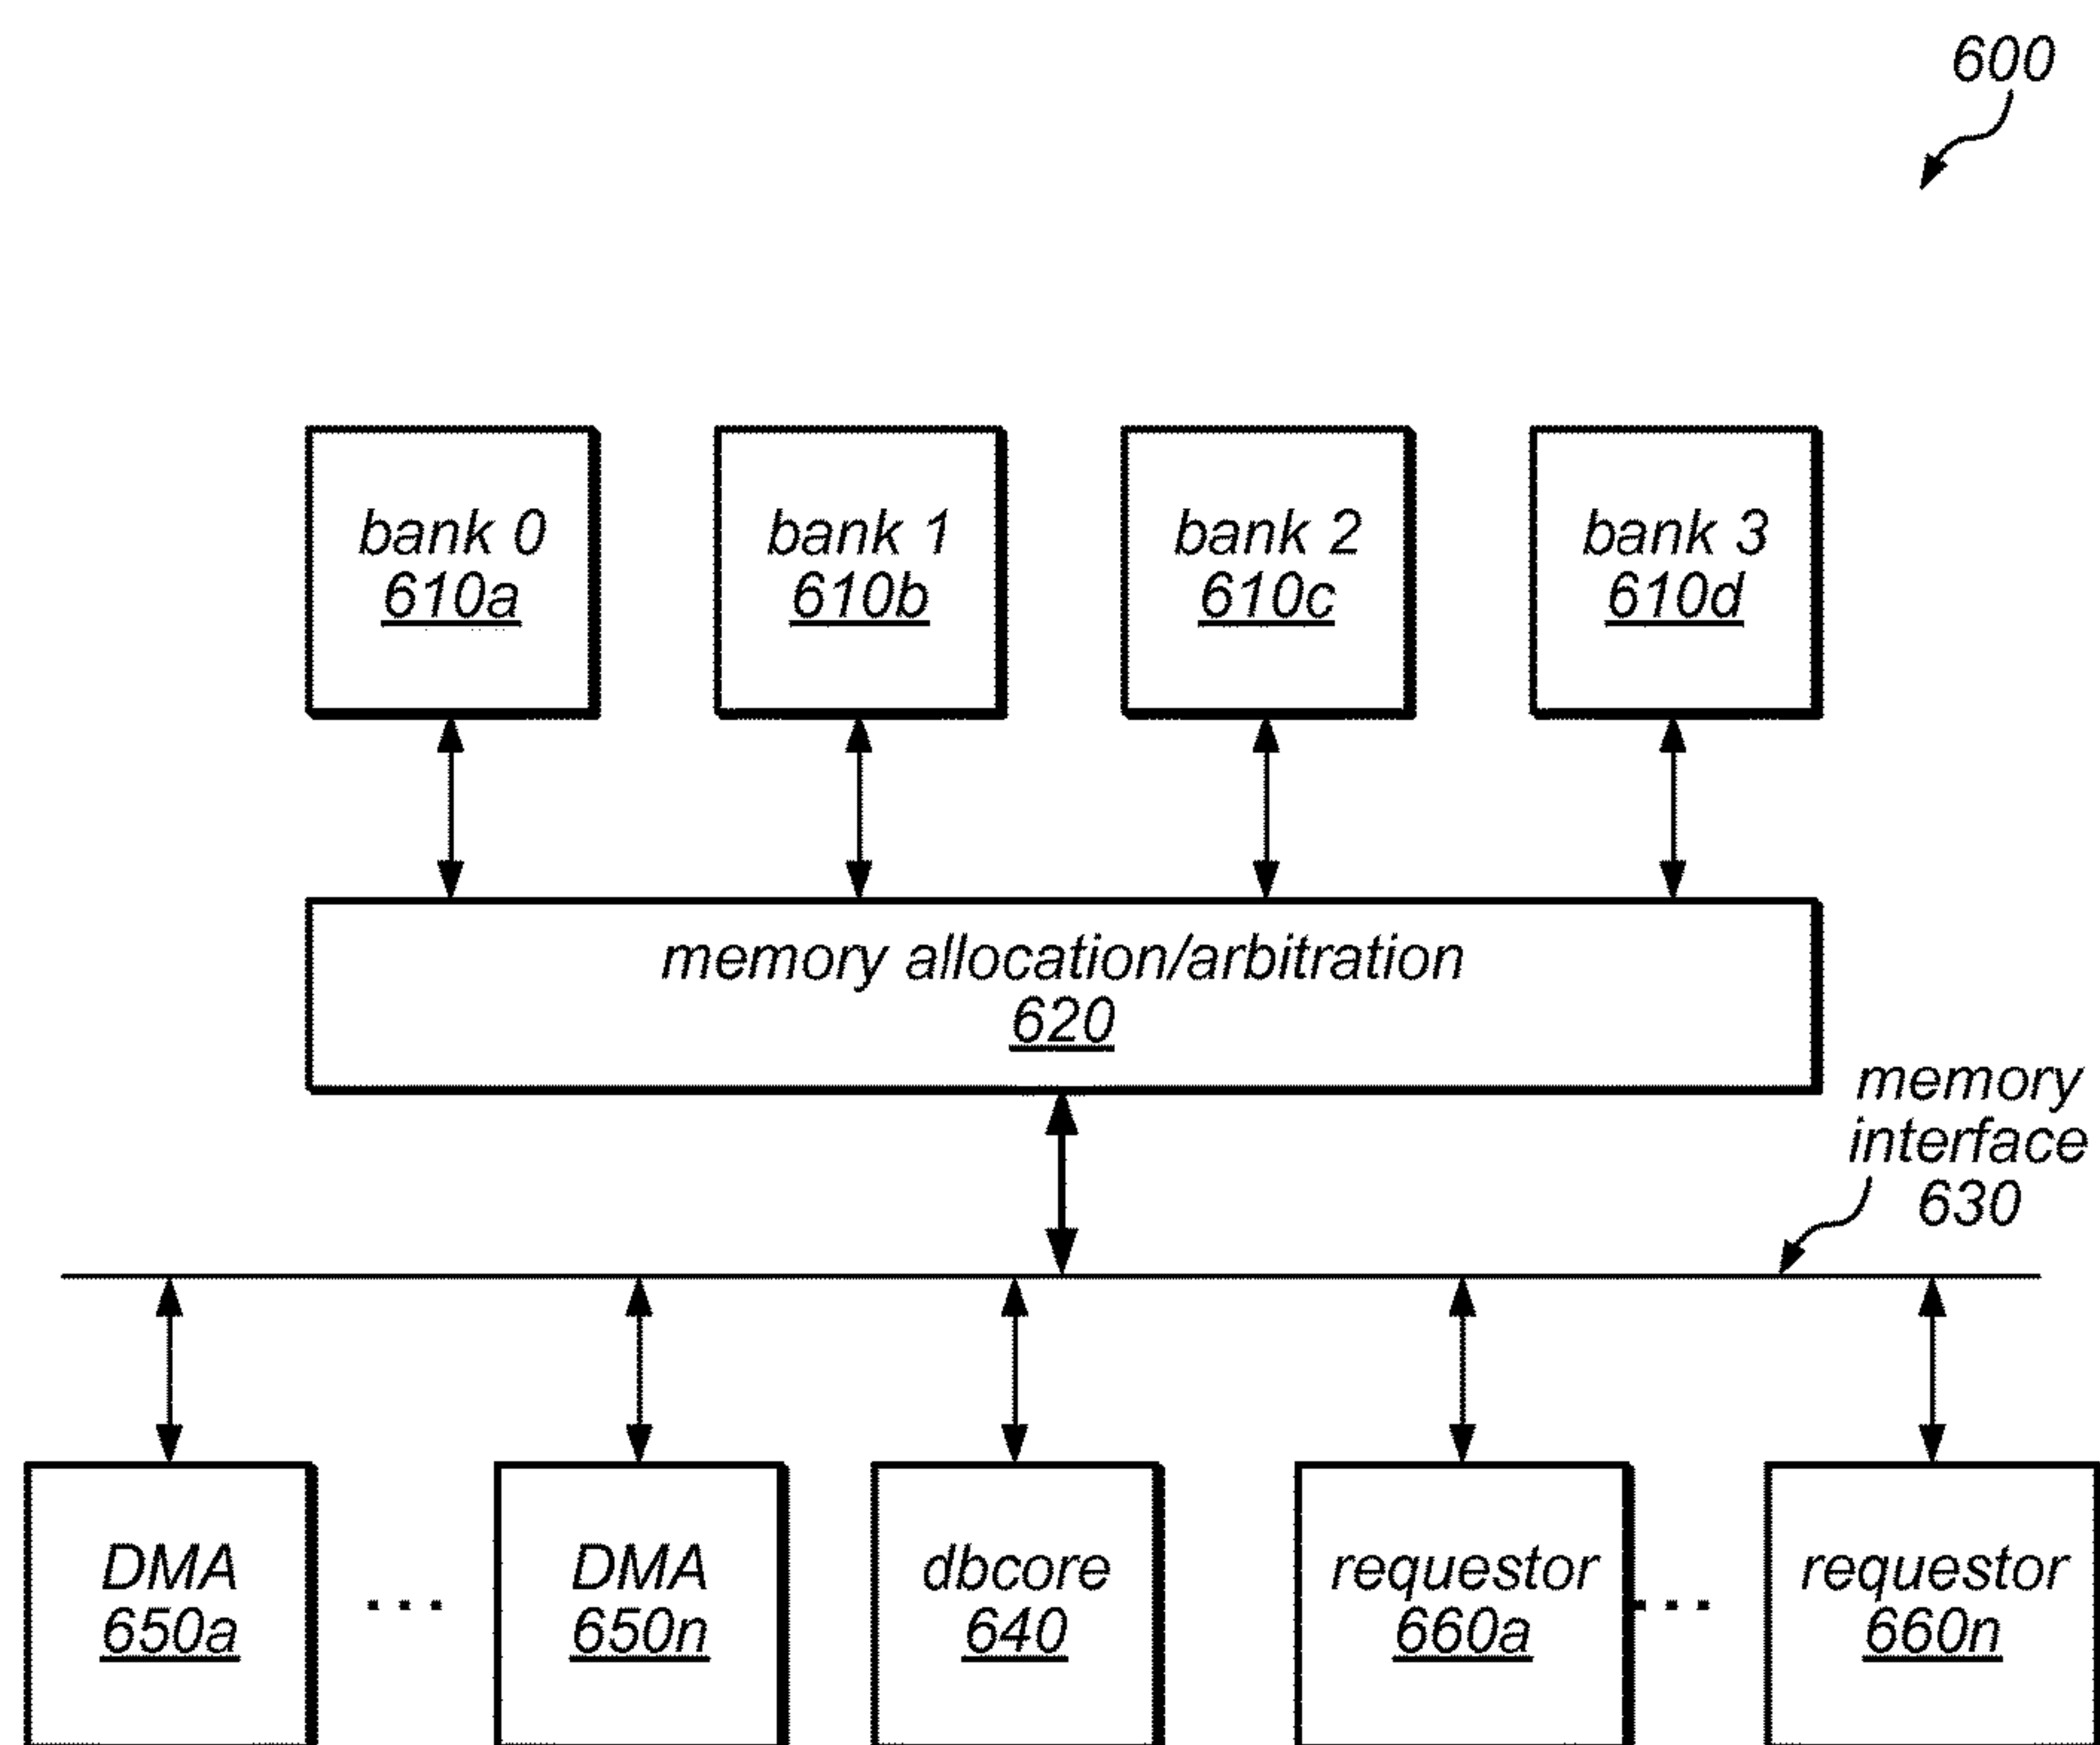 600
bank 0
610a
bank 1
610b
bank 2
610c
bank 3
610d
memory allocation/arbitration
620
memory
interface
630
DMA
650a
...
DMA
650n
dbcore
640
requestor
660a
...
requestor
660n